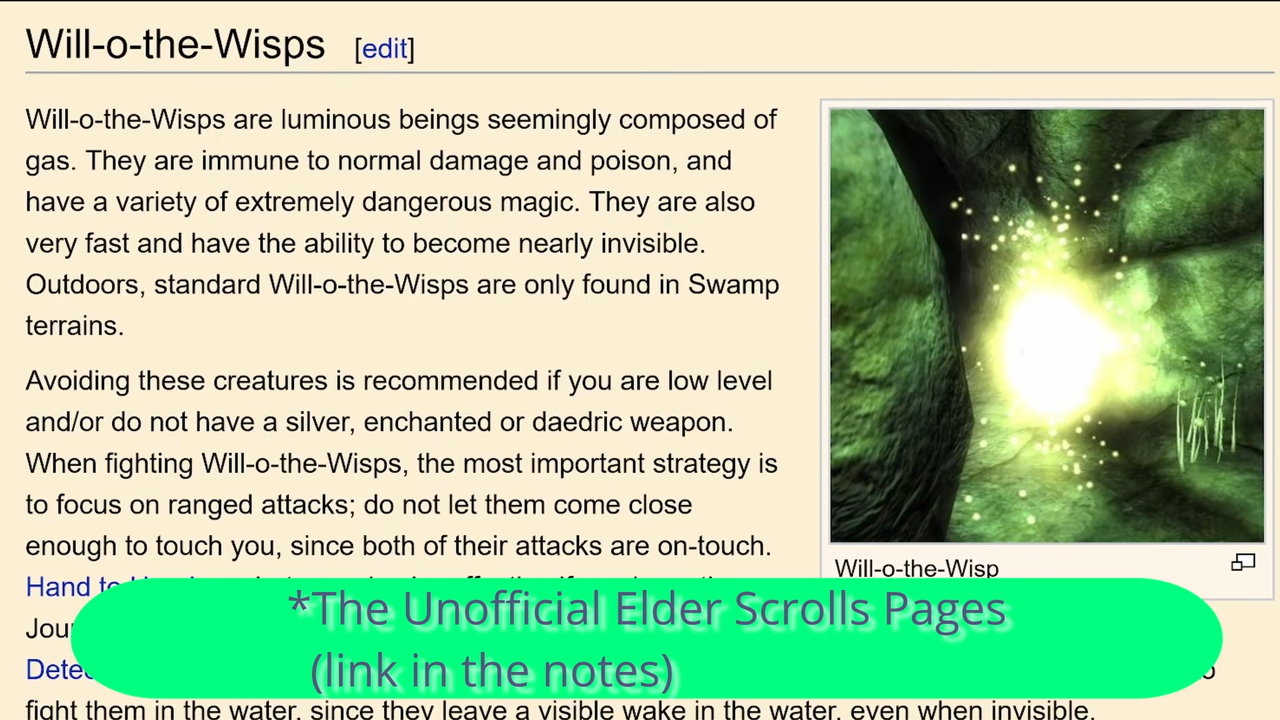 Will-o-the-Wisps [edit]
Will-o-the-Wisps are luminous beings seemingly composed of
gas. They are immune to normal damage and poison, and
have a variety of extremely dangerous magic. They are also
very fast and have the ability to become nearly invisible.
Outdoors, standard Will-o-the-Wisps are only found in Swamp
terrains.
Avoiding these creatures is recommended if you are low level
and/or do not have a silver, enchanted or daedric weapon.
When fighting Will-o-the-Wisps, the most important strategy is
to focus on ranged attacks; do not let them come close
enough to touch you, since both of their attacks are on-touch.
Will-o-the-Wisp
Hand to
*The Unofficial Elder Scrolls Pages
(link in the notes)
fight them in the water, since they leave a visible wake in the water, even when invisible.